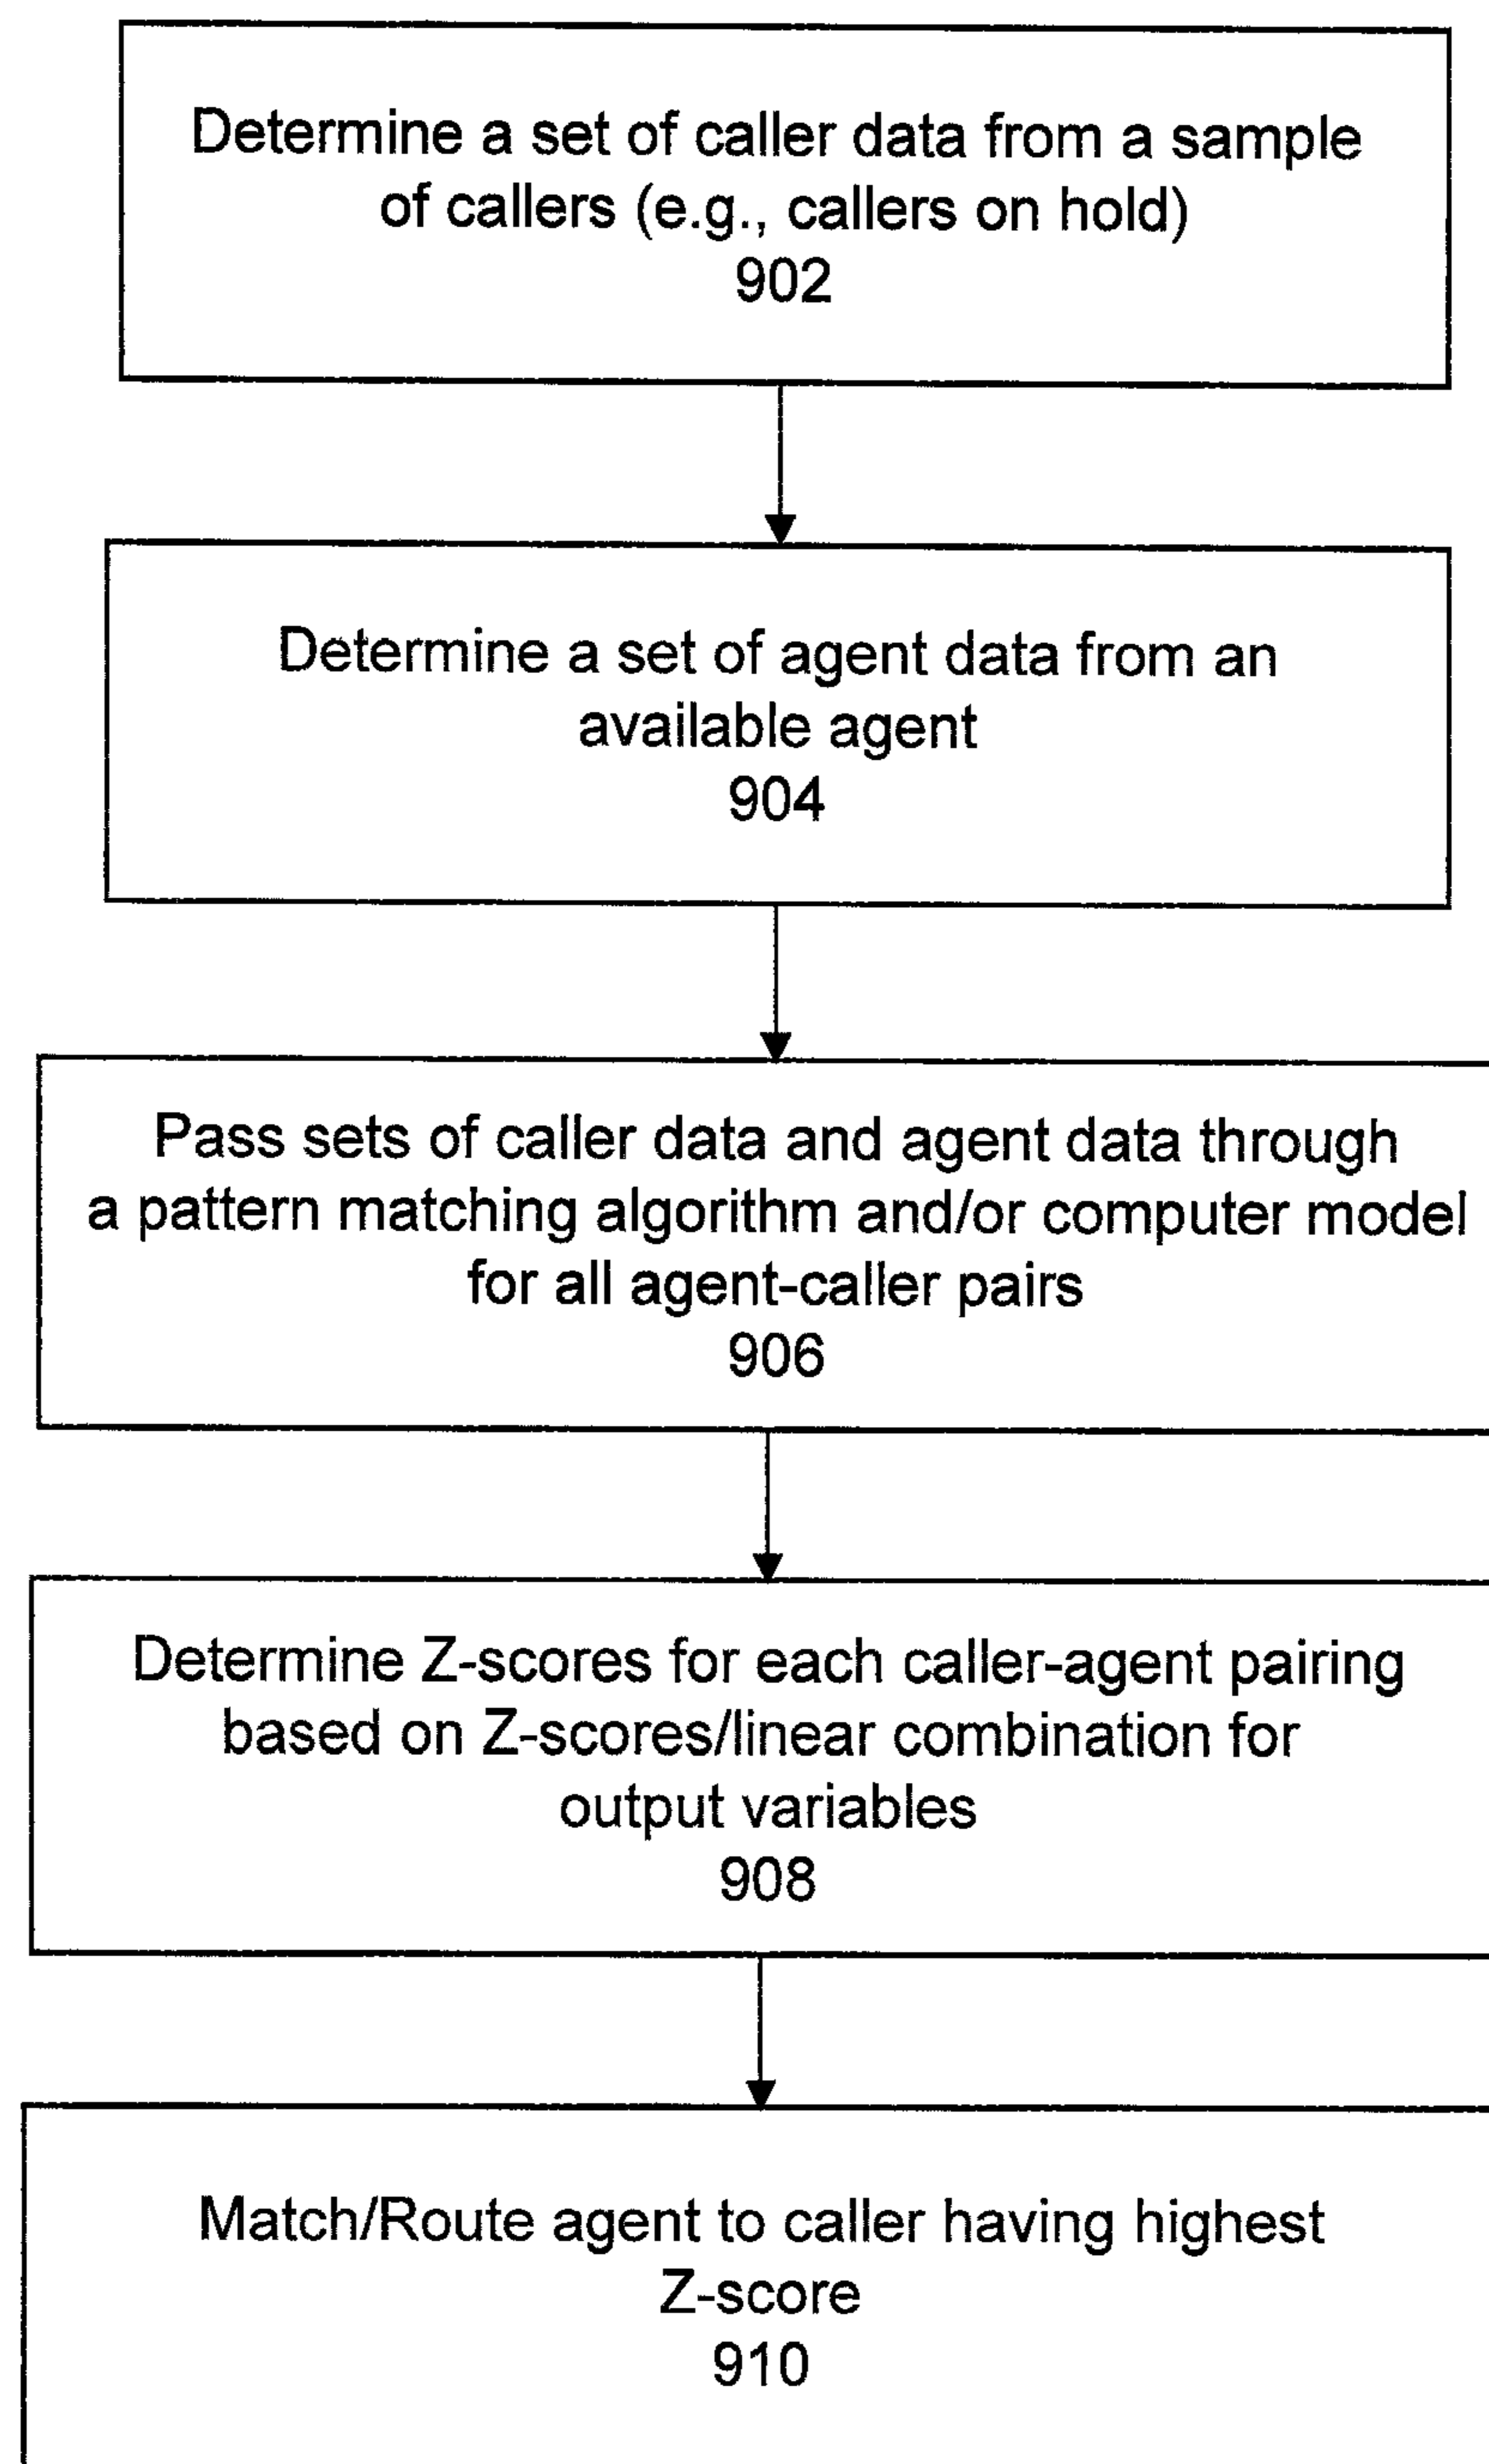 Determine a set of caller data from a sample
of callers (e.g., callers on hold)
902
Determine a set of agent data from an
available agent
904
Pass sets of caller data and agent data through
a pattern matching algorithm and/or computer model
for all agent-caller pairs
906
Determine Z-scores for each caller-agent pairing
based on Z-scores/linear combination for
output variables
908
Match/Route agent to caller having highest
Z-score
910